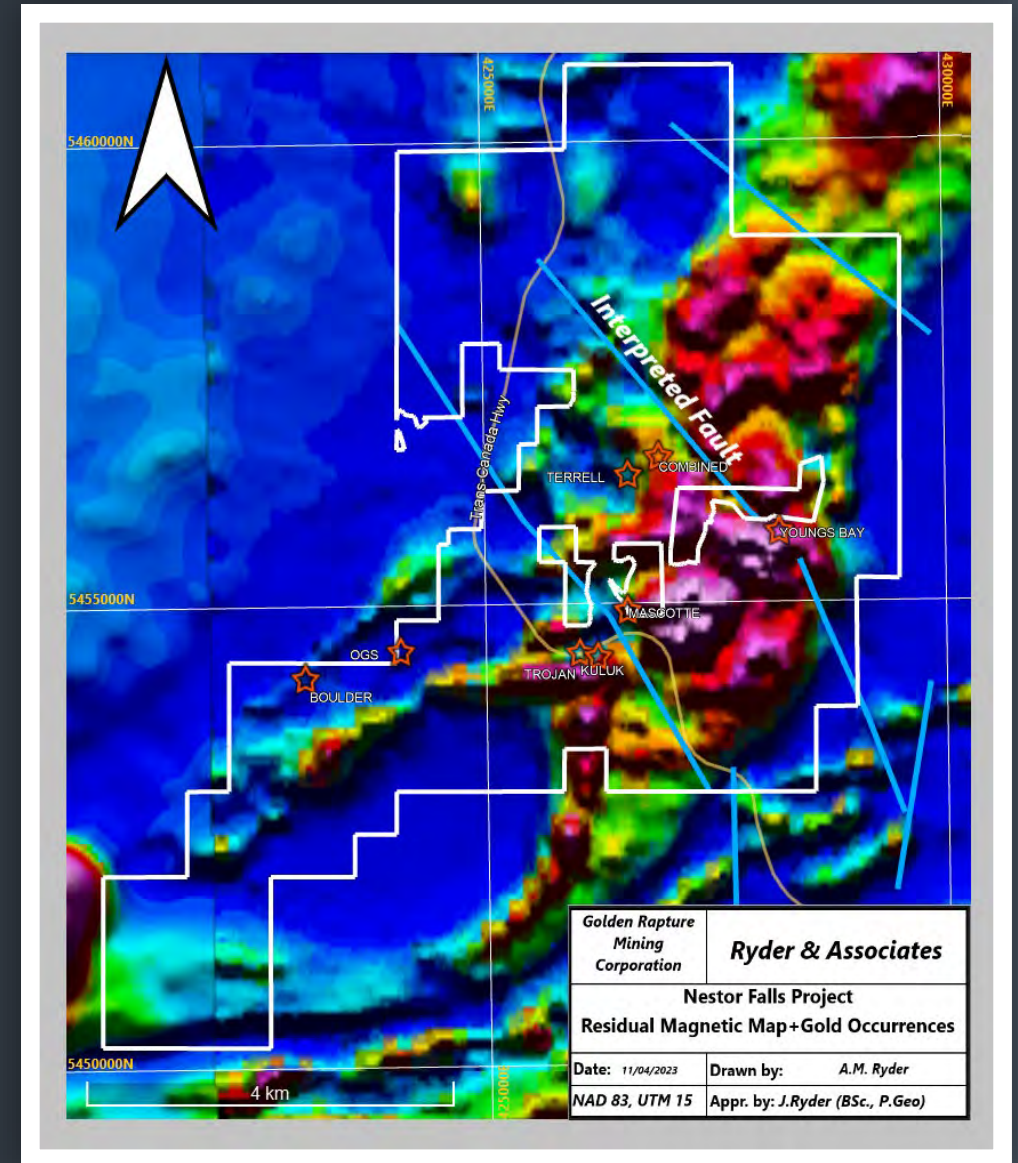 425000E
430000E
5460000N
Interpreted Fault
Trans-Canada Hwy
COMBINED
TERRELL
YOUNGS BAY
5455000N
MASCOTTE
OGS
TROJAN
KULUK
BOULDER
Golden Rapture
Mining
Corporation
Ryder & Associates
Nestor Falls Project
Residual Magnetic Map+Gold Occurrences
5450000N
425000E
4 km
Date: 11/04/2023
Drawn by: A.M. Ryder
NAD 83, UTM 15
Appr. by: J.Ryder (BSc., P.Geo)